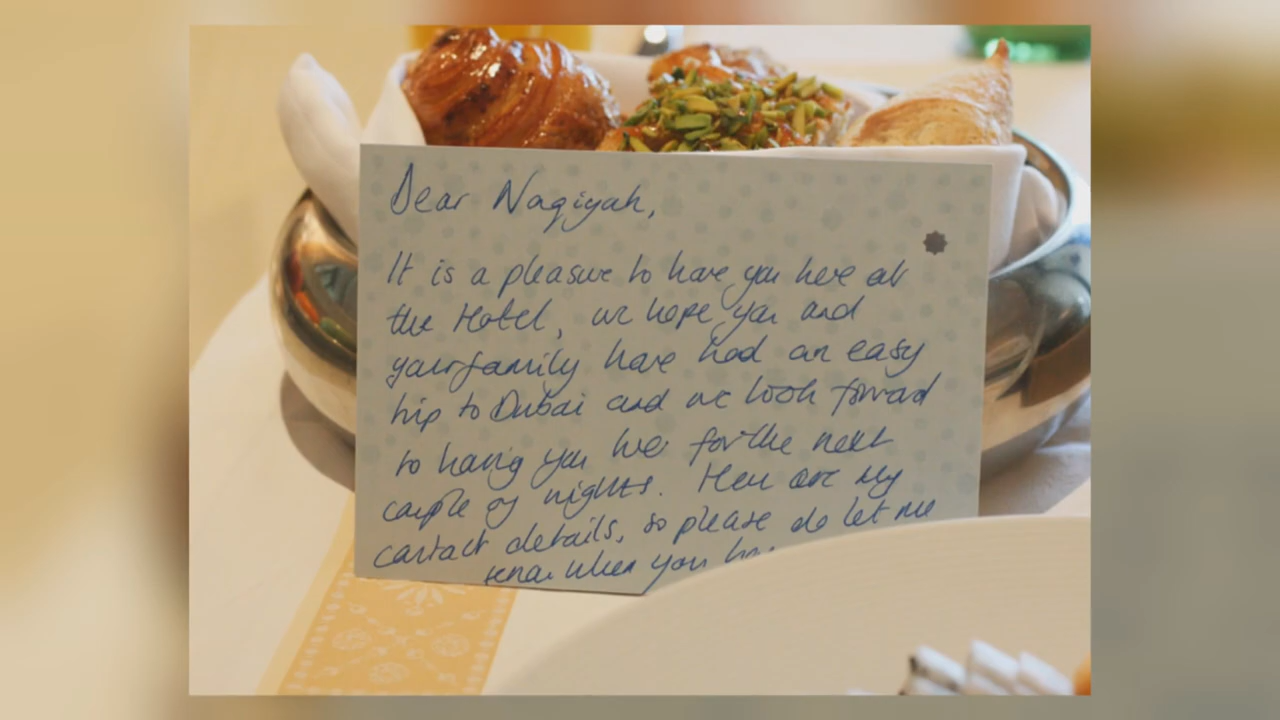 Dear Naqiyah,
It is a pleasure to have you here at
the Hotel, we hope you and
your family have had an easy
trip to Dubai and we look forward
to having you here for the next
couple of nights. Here are my
contact details, so please do let me
know when you